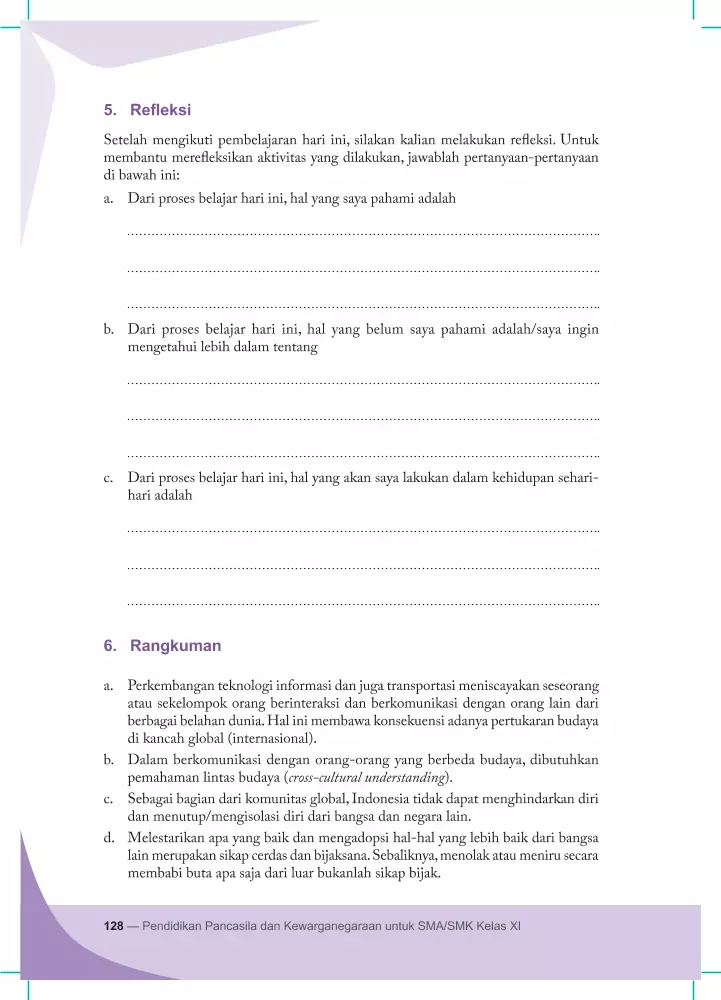 5. Refleksi
Setelah mengikuti pembelajaran hari ini, silakan kalian melakukan refleksi. Untuk
membantu merefleksikan aktivitas yang dilakukan, jawablah pertanyaan-pertanyaan
di bawah ini:
a. Dari proses belajar hari ini, hal yang saya pahami adalah
b. Dari proses belajar hari ini, hal yang belum saya pahami adalah/saya ingin
mengetahui lebih dalam tentang
c. Dari proses belajar hari ini, hal yang akan saya lakukan dalam kehidupan sehari-
hari adalah
6. Rangkuman
a. Perkembangan teknologi informasi dan juga transportasi meniscayakan seseorang
atau sekelompok orang berinteraksi dan berkomunikasi dengan orang lain dari
berbagai belahan dunia. Hal ini membawa konsekuensi adanya pertukaran budaya
di kancah global (internasional).
b. Dalam berkomunikasi dengan orang-orang yang berbeda budaya, dibutuhkan
pemahaman lintas budaya (cross-cultural understanding).
c. Sebagai bagian dari komunitas global, Indonesia tidak dapat menghindarkan diri
dan menutup/mengisolasi diri dari bangsa dan negara lain.
d. Melestarikan apa yang baik dan mengadopsi hal-hal yang lebih baik dari bangsa
lain merupakan sikap cerdas dan bijaksana. Sebaliknya, menolak atau meniru secara
membabi buta apa saja dari luar bukanlah sikap bijak.
128 — Pendidikan Pancasila dan Kewarganegaraan untuk SMA/SMK Kelas XI